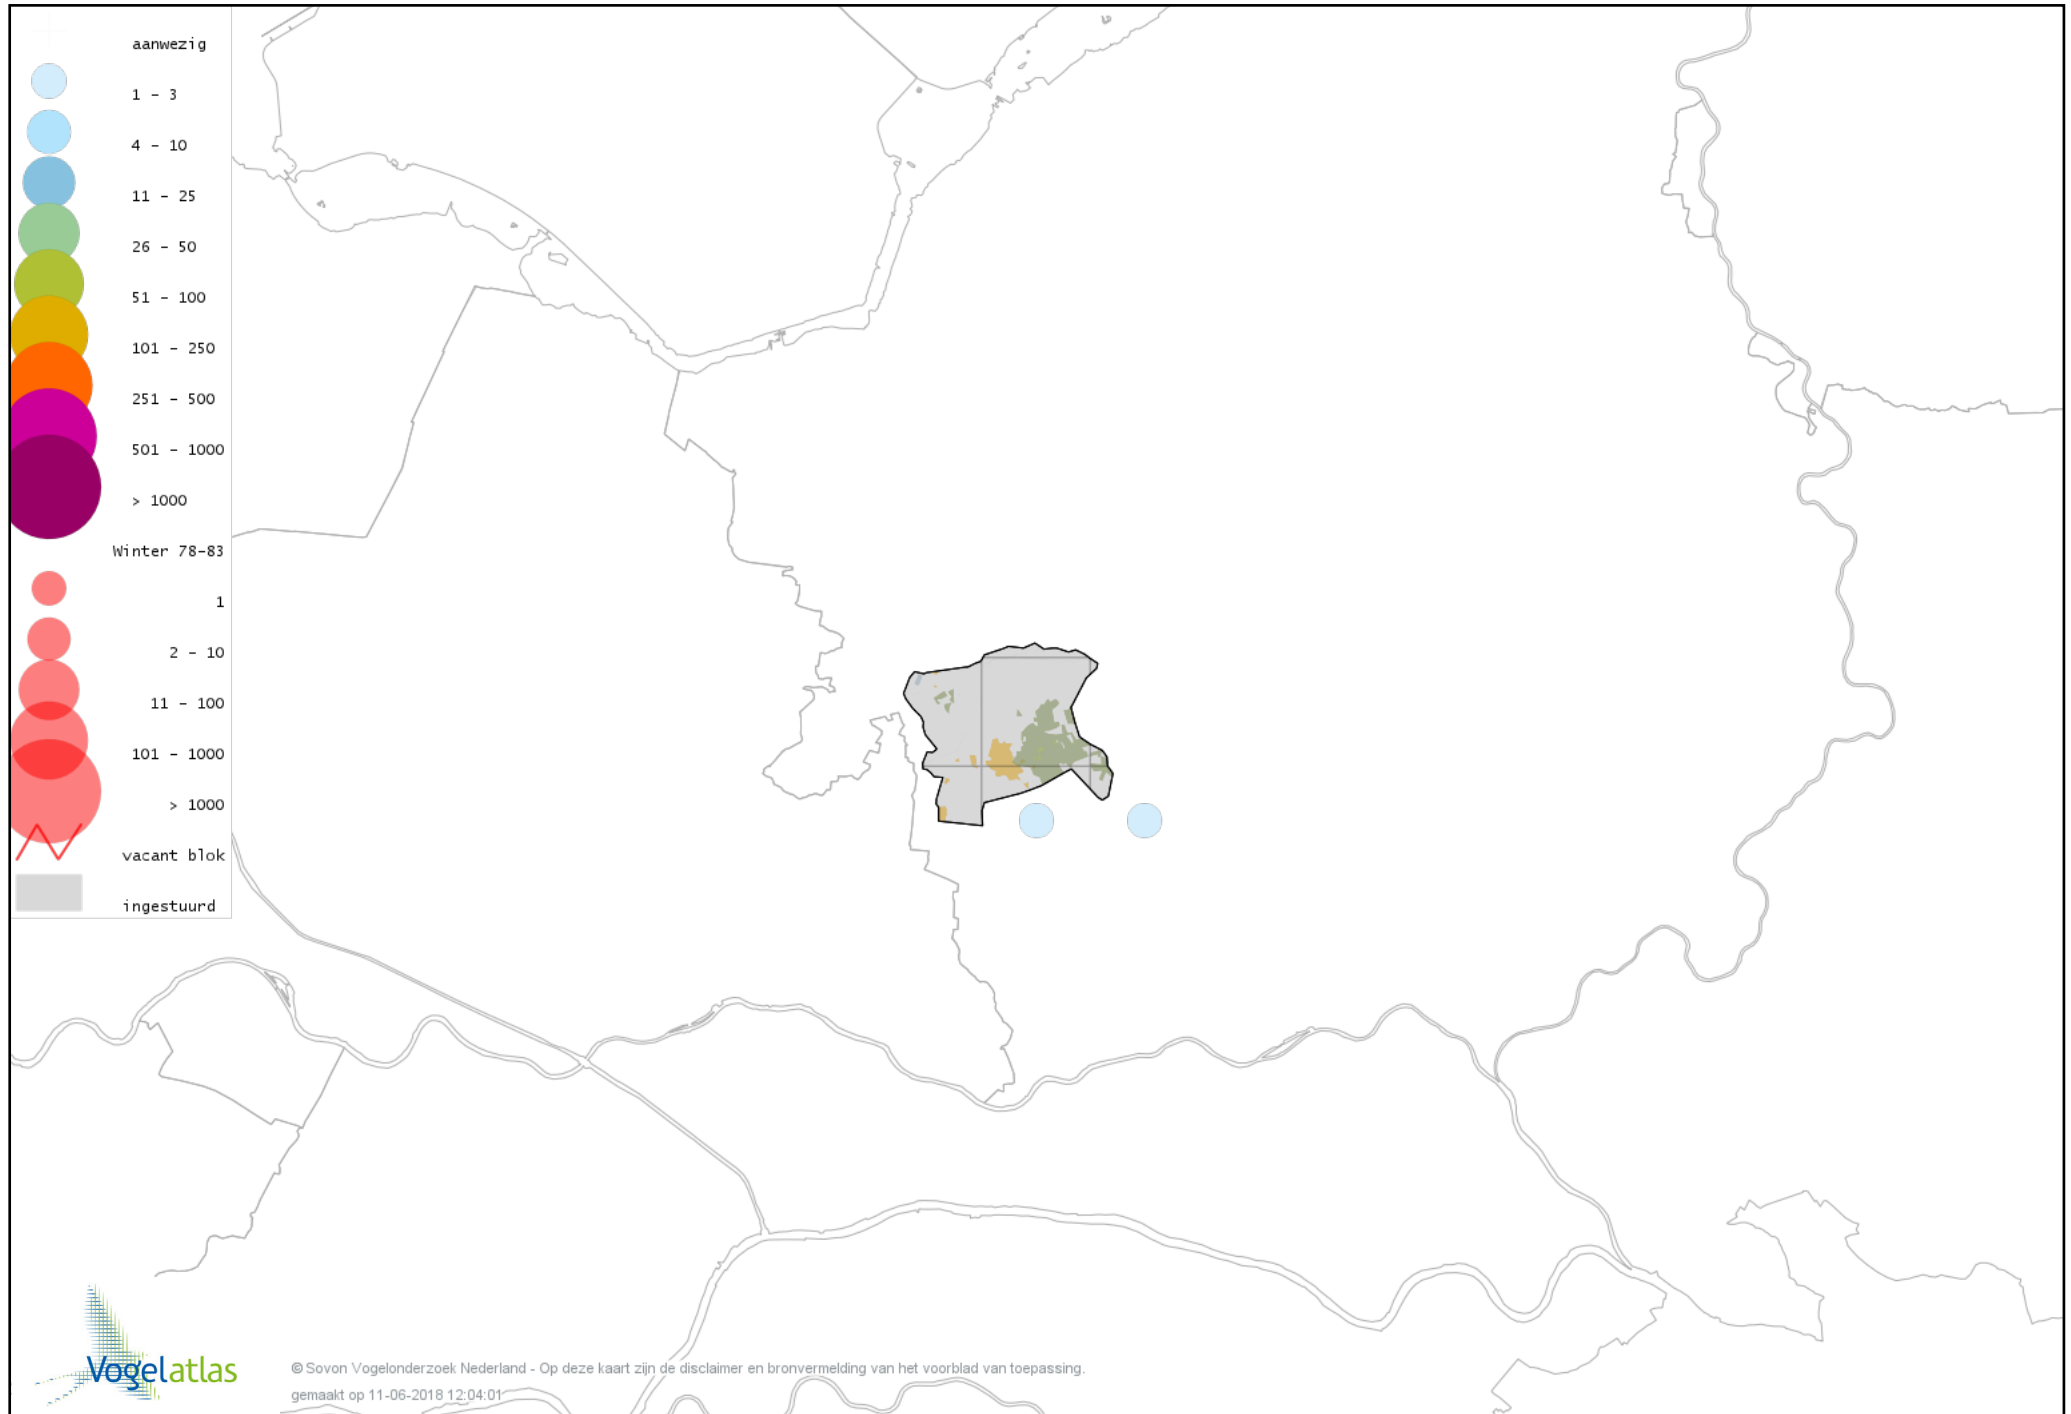 aanwezig
1 - 3
4 - 10
11 - 25
26 - 50
51 - 100
101 - 250
251 - 500
501 - 1000
> 1000
Winter 78-83
1
2 - 10
11 - 100
101 - 1000
> 1000
vacant blok
ingestuurd
Vogelatlas
© Sovon Vogelonderzoek Nederland - Op deze kaart zijn de disclaimer en bronvermelding van het voorblad van toepassing.
gemaakt op 11-06-2018 12:04:01